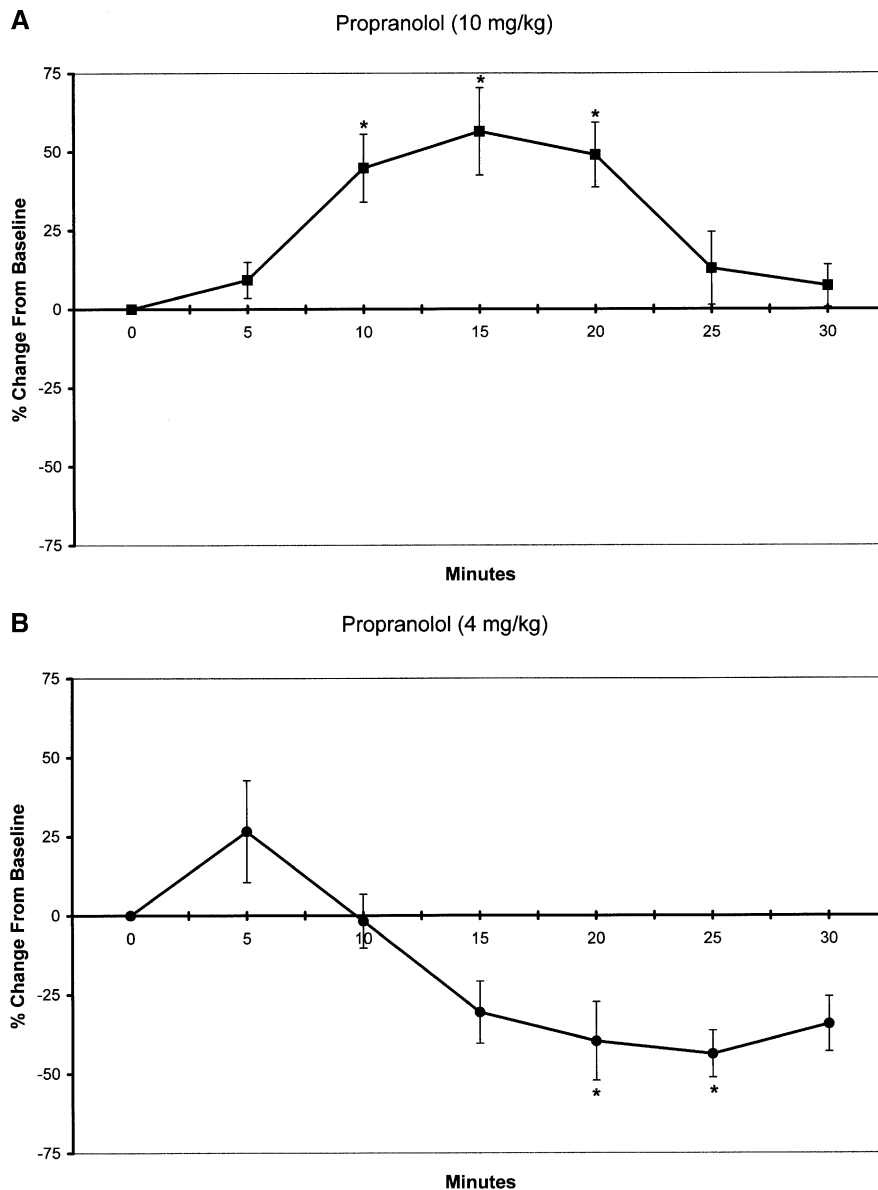 A
Propranolol (10 mg/kg)
75
*
*
*
50
25
0
0 5 10 15 20 25 30
-25
-50
-75
% Change From Baseline
Minutes
B
Propranolol (4 mg/kg)
75
50
25
0
0 5 10 15 20 25 30
-25
-50
* *
-75
% Change From Baseline
Minutes